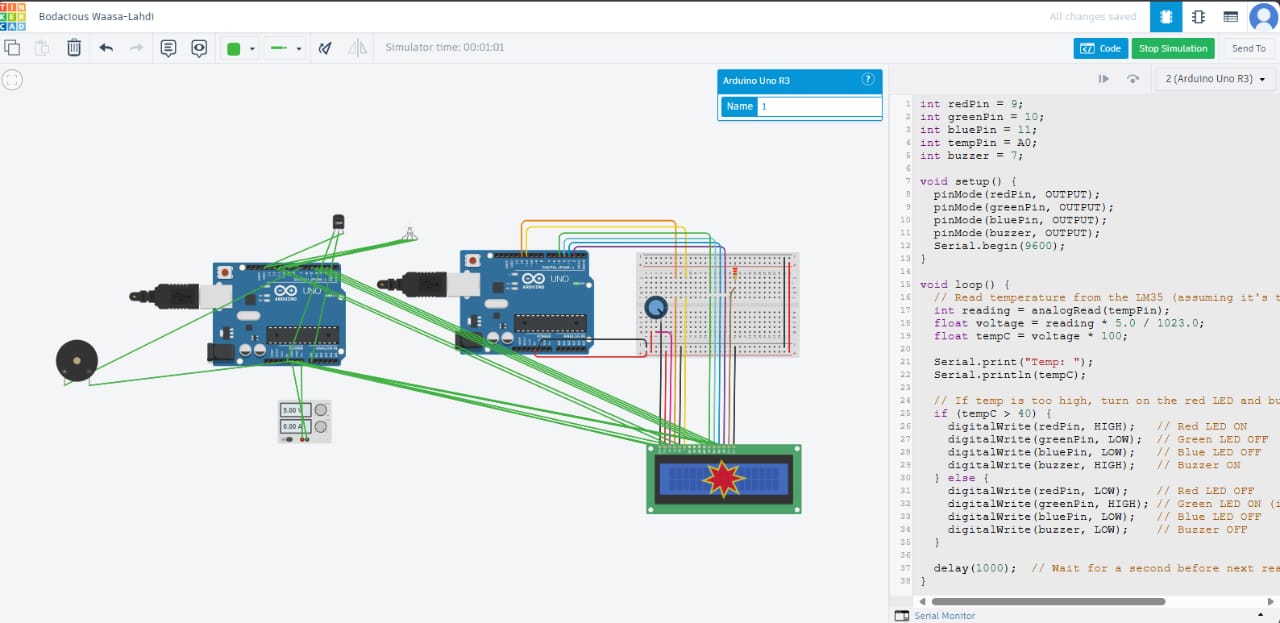 TIN
KER
CAD
Bodacious Waasa-Lahdi
All changes saved
Simulator time: 00:01:01
Code
Stop Simulation
Send To
Arduino Uno R3
?
Name 1
2 (Arduino Uno R3)
1 int redPin = 9;
2 int greenPin = 10;
3 int bluePin = 11;
4 int tempPin = A0;
5 int buzzer = 7;
6
7 void setup() {
8 pinMode(redPin, OUTPUT);
9 pinMode(greenPin, OUTPUT);
10 pinMode(bluePin, OUTPUT);
11 pinMode(buzzer, OUTPUT);
12 Serial.begin(9600);
13 }
14
15 void loop() {
16 // Read temperature from the LM35 (assuming it's t
17 int reading = analogRead(tempPin);
18 float voltage = reading * 5.0 / 1023.0;
19 float tempC = voltage * 100;
20
21 Serial.print("Temp: ");
22 Serial.println(tempC);
23
24 // If temp is too high, turn on the red LED and bu
25 if (tempC > 40) {
26 digitalWrite(redPin, HIGH); // Red LED ON
27 digitalWrite(greenPin, LOW); // Green LED OFF
28 digitalWrite(bluePin, LOW); // Blue LED OFF
29 digitalWrite(buzzer, HIGH); // Buzzer ON
30 } else {
31 digitalWrite(redPin, LOW); // Red LED OFF
32 digitalWrite(greenPin, HIGH); // Green LED ON (i
33 digitalWrite(bluePin, LOW); // Blue LED OFF
34 digitalWrite(buzzer, LOW); // Buzzer OFF
35 }
36
37 delay(1000); // Wait for a second before next rea
38 }
Serial Monitor
UNO
ARDUINO
UNO
ARDUINO
5.00 V
0.00 A